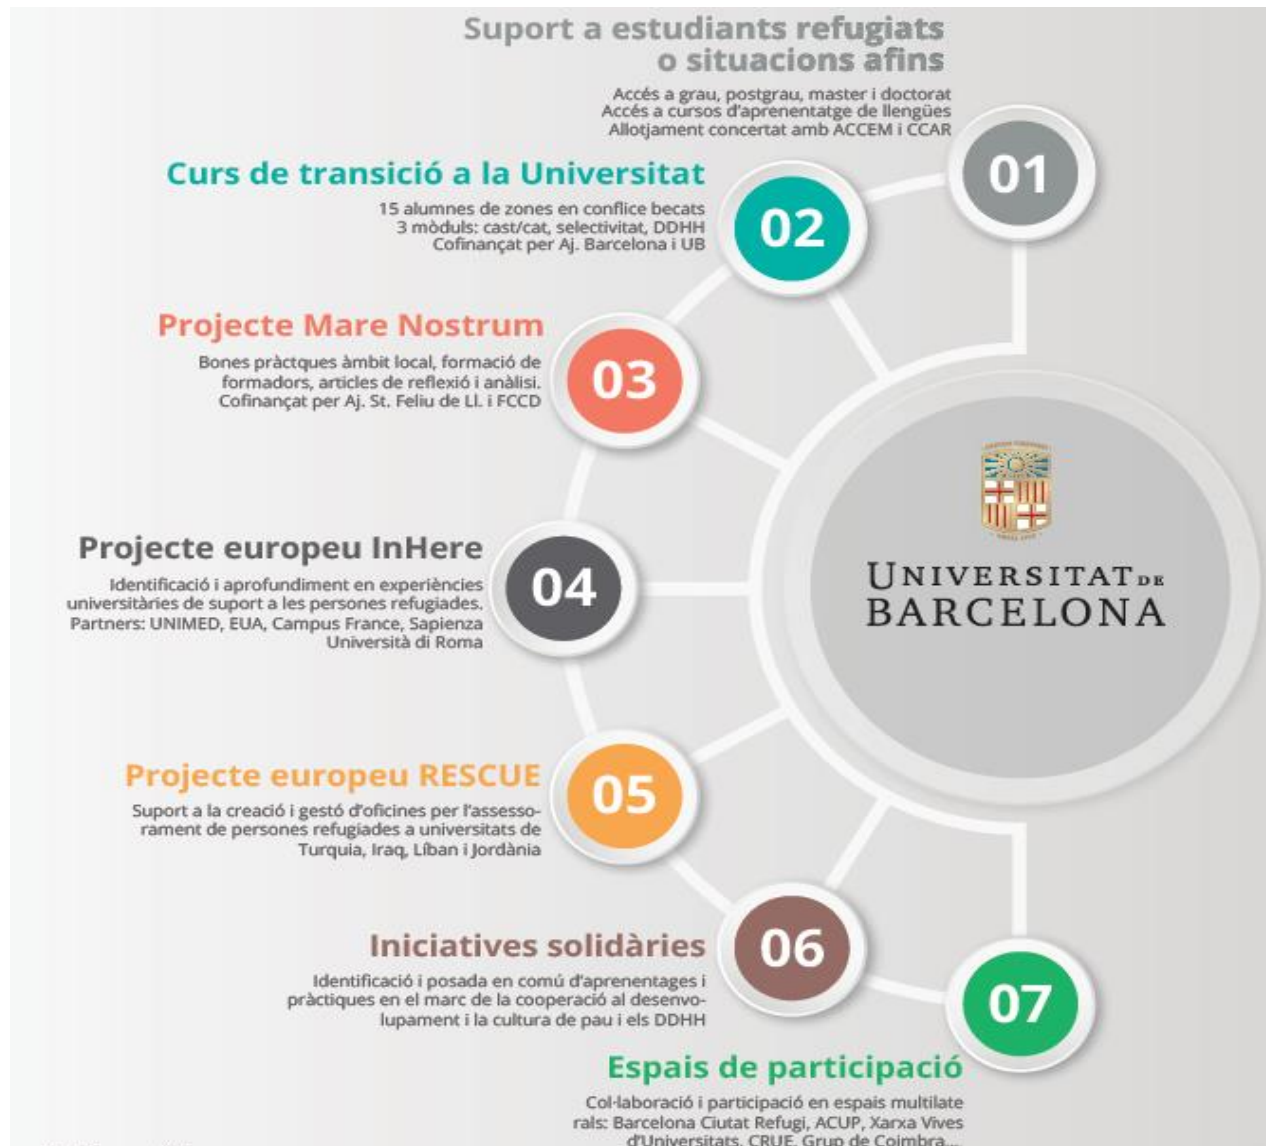 Suport a estudiants refugiats
o situacions afins
Accés a grau, postgrau, master i doctorat
Accés a cursos d'aprenentatge de llengües
Allotjament concertat amb ACCEM i CCAR
01
Curs de transició a la Universitat
15 alumnes de zones en conflice becats
3 mòduls: cast/cat, selectivitat, DDHH
Cofinançat per Aj. Barcelona i UB
02
Projecte Mare Nostrum
Bones pràctques àmbit local, formació de
formadors, articles de reflexió i anàlisi.
Cofinançat per Aj. St. Feliu de Ll. i FCCD
03
Projecte europeu InHere
Identificació i aprofundiment en experiències
universitàries de suport a les persones refugiades.
Partners: UNIMED, EUA, Campus France, Sapienza
Università di Roma
04
UNIVERSITAT DE
BARCELONA
Projecte europeu RESCUE
Suport a la creació i gestó d'oficines per l'assesso-
rament de persones refugiades a universitats de
Turquia, Iraq, Líban i Jordània
05
Iniciatives solidàries
Identificació i posada en comú d'aprenentages i
pràctiques en el marc de la cooperació al desenvo-
lupament i la cultura de pau i els DDHH
06
07
Espais de participació
Col·laboració i participació en espais multilate
rals: Barcelona Ciutat Refugi, ACUP, Xarxa Vives
d'Universitats, CRUE, Grup de Coimbra...